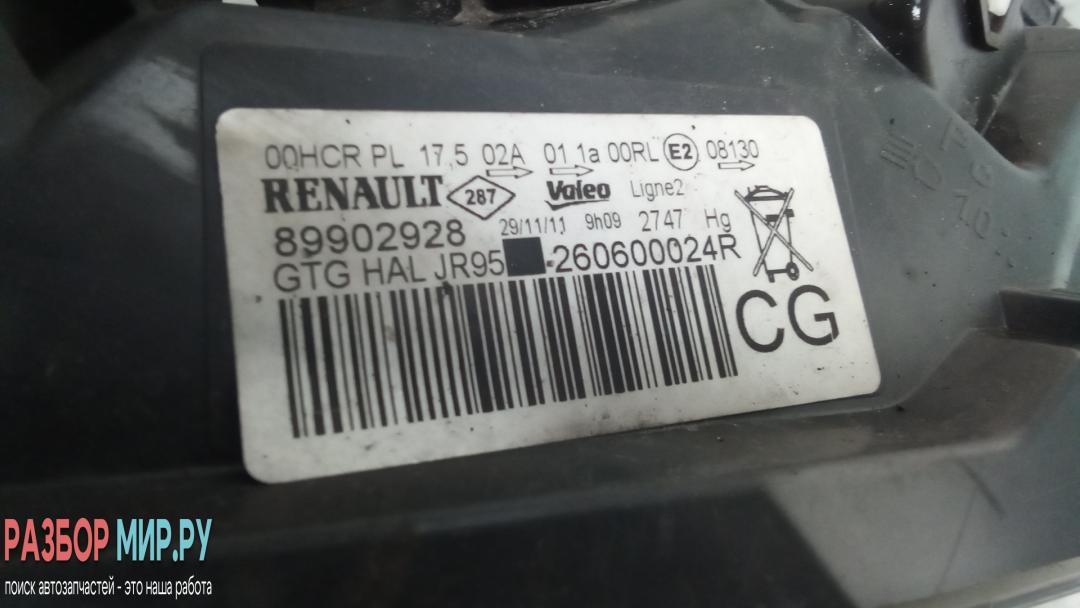 00HCR PL 17,5 02A 01 1a 00RL E2 08130
RENAULT 287 Valeo Ligne2
89902928 29/11/11 9h09 2747 Hg
GTG HAL JR95 -260600024R
CG
РАЗБОР МИР.РУ
поиск автозапчастей - это наша работа